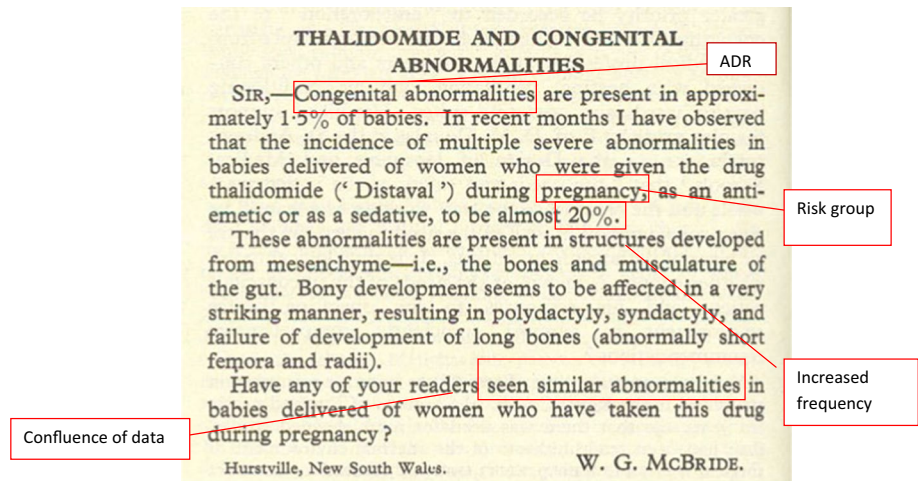 THALIDOMIDE AND CONGENITAL
ABNORMALITIES
ADR
SIR,—Congenital abnormalities are present in approxi-
mately 1·5% of babies. In recent months I have observed
that the incidence of multiple severe abnormalities in
babies delivered of women who were given the drug
thalidomide (‘ Distaval ’) during pregnancy, as an anti-
emetic or as a sedative, to be almost 20%.
Risk group
These abnormalities are present in structures developed
from mesenchyme—i.e., the bones and musculature of
the gut. Bony development seems to be affected in a very
striking manner, resulting in polydactyly, syndactyly, and
failure of development of long bones (abnormally short
femora and radii).
Increased
frequency
Have any of your readers seen similar abnormalities in
babies delivered of women who have taken this drug
during pregnancy ?
Confluence of data
Hurstville, New South Wales.
W. G. MCBRIDE.